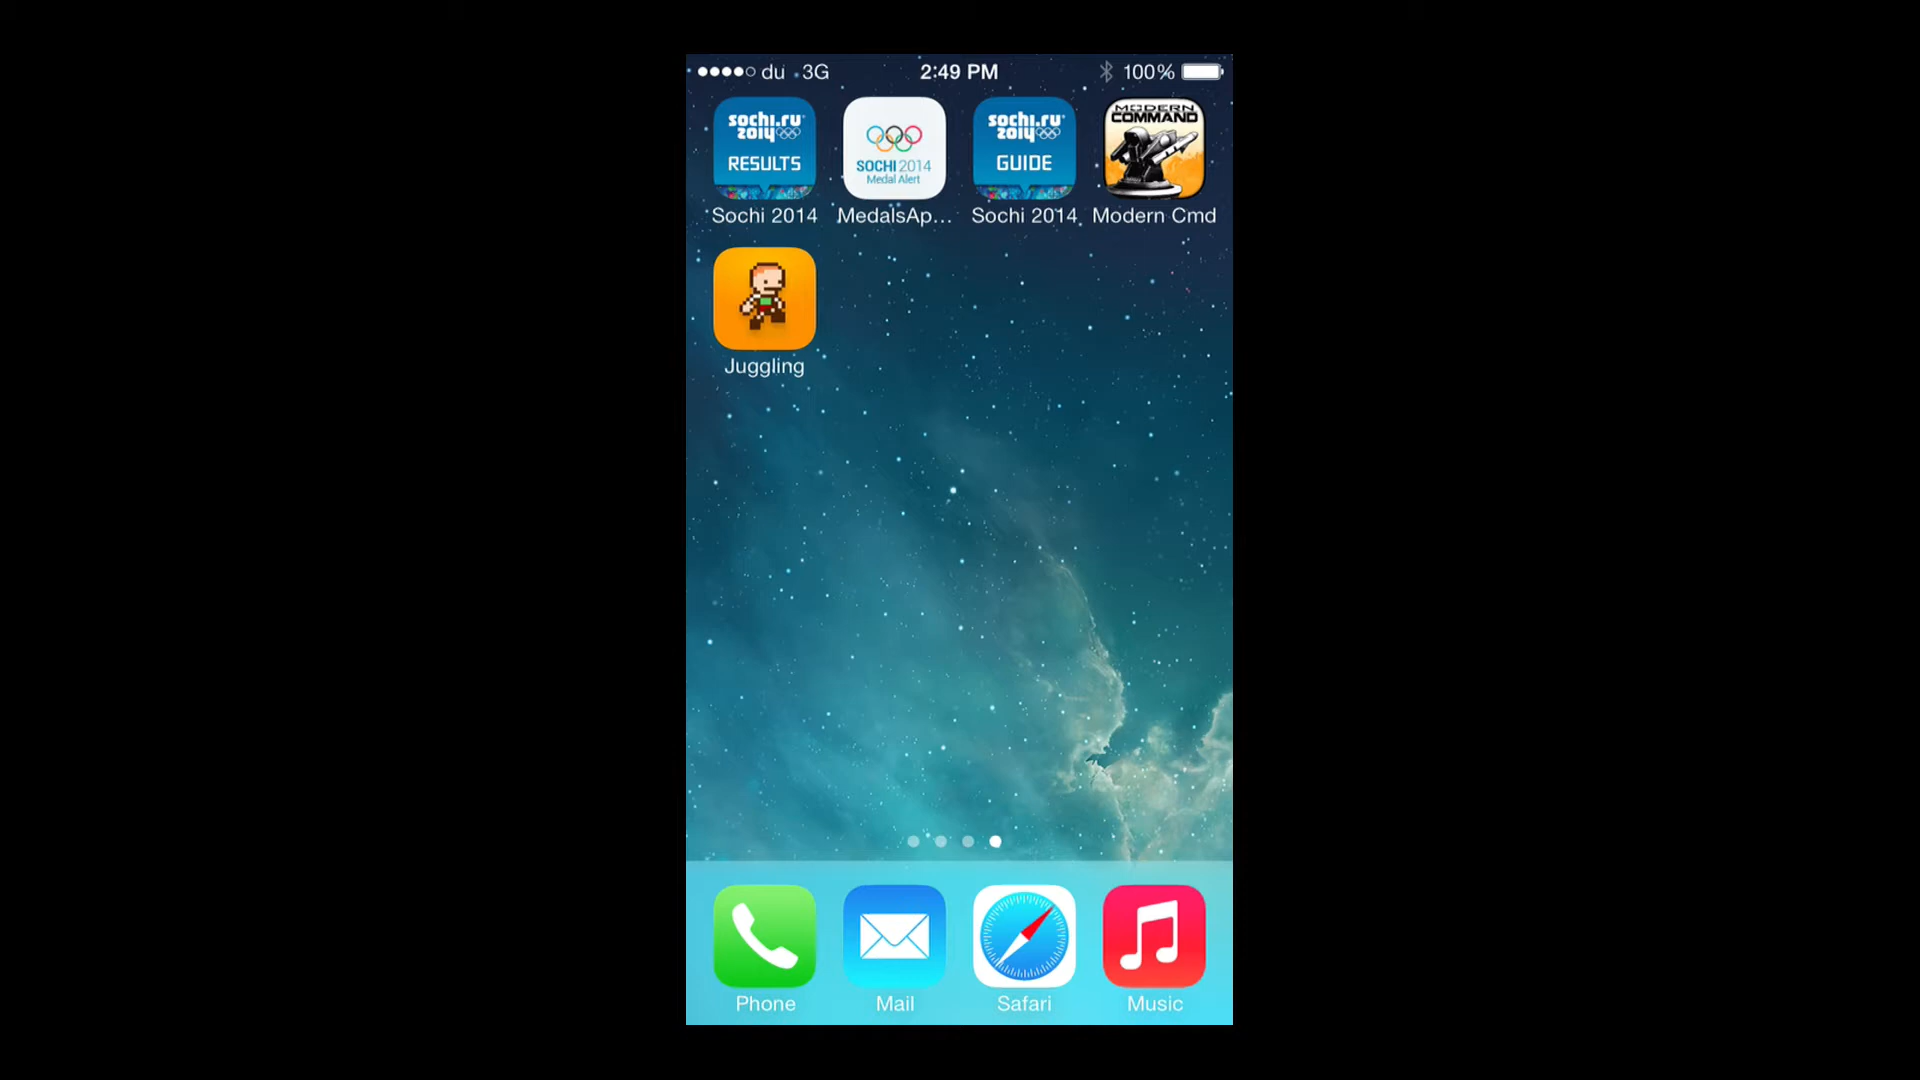 du 3G 2:49 PM 100%
sochi.ru
2014
RESULTS
SOCHI 2014
Medal Alert
sochi.ru
2014
GUIDE
MODERN
COMMAND
Sochi 2014 MedalsAp... Sochi 2014 Modern Cmd
Juggling
Phone Mail Safari Music